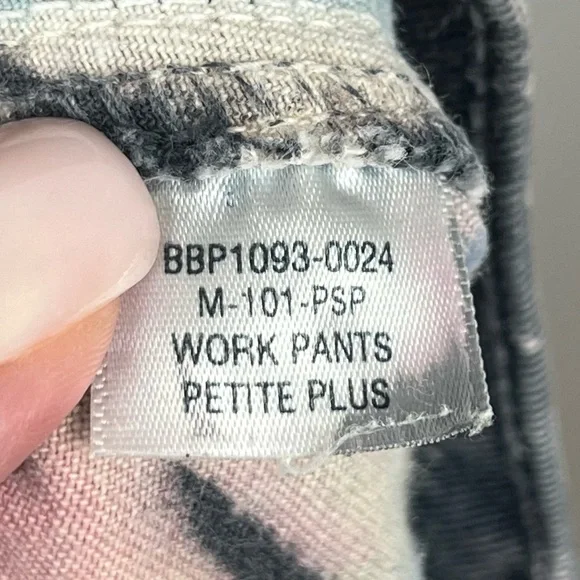 BBP1093-0024
M-101-PSP
WORK PANTS
PETITE PLUS